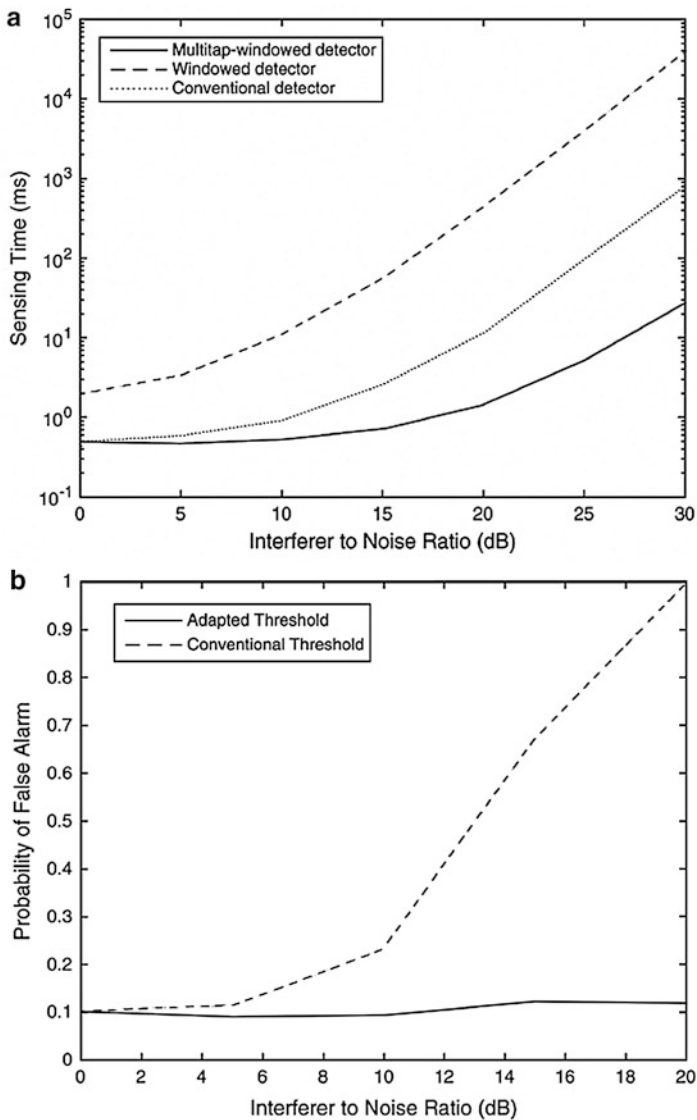 a
Multitap-windowed detector
Windowed detector
Conventional detector
Sensing Time (ms)
10^5
10^4
10^3
10^2
10^1
10^0
10^-1
0 5 10 15 20 25 30
Interferer to Noise Ratio (dB)
b
Adapted Threshold
Conventional Threshold
Probability of False Alarm
1
0.9
0.8
0.7
0.6
0.5
0.4
0.3
0.2
0.1
0
0 2 4 6 8 10 12 14 16 18 20
Interferer to Noise Ratio (dB)